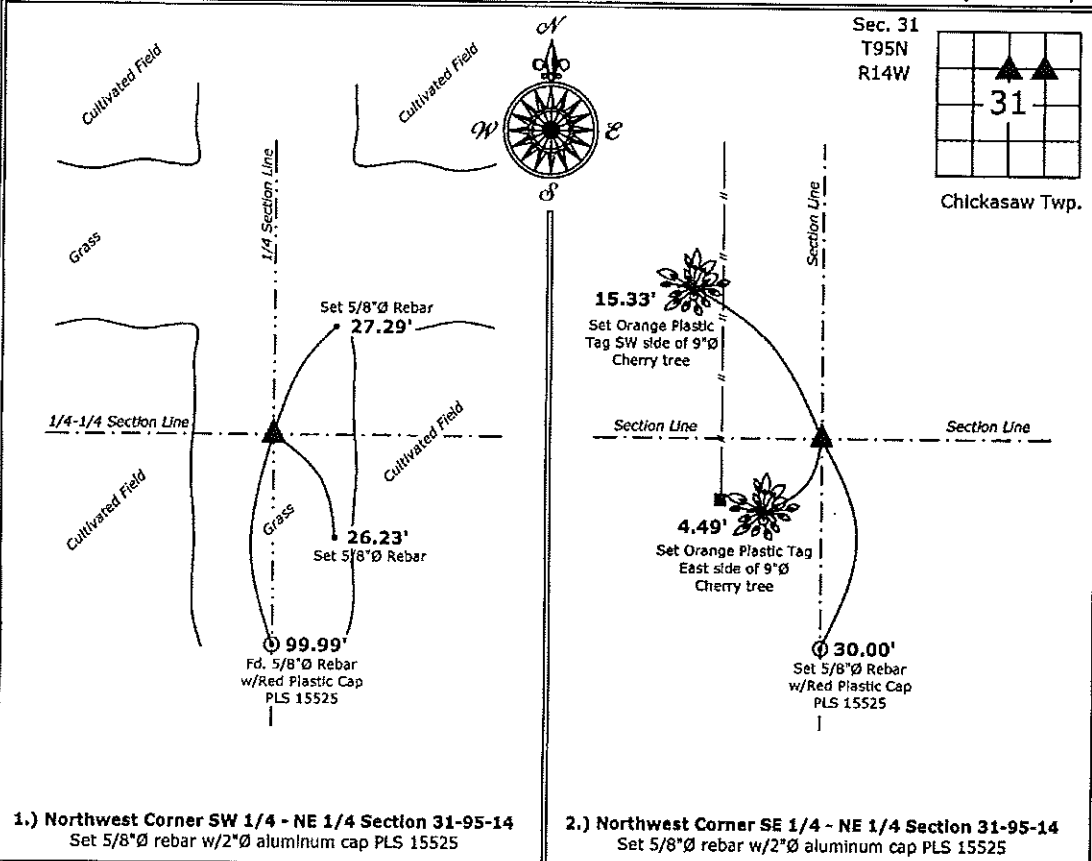 Sec. 31
T95N
R14W
31
Chickasaw Twp.
N
W
E
S
Cultivated Field
Cultivated Field
Grass
1/4 Section Line
Set 5/8"Ø Rebar
27.29'
1/4-1/4 Section Line
Cultivated Field
Cultivated Field
Grass
26.23'
Set 5/8"Ø Rebar
99.99'
Fd. 5/8"Ø Rebar
w/Red Plastic Cap
PLS 15525
1.) Northwest Corner SW 1/4 - NE 1/4 Section 31-95-14
Set 5/8"Ø rebar w/2"Ø aluminum cap PLS 15525
Section Line
15.33'
Set Orange Plastic
Tag SW side of 9"Ø
Cherry tree
Section Line
Section Line
4.49'
Set Orange Plastic Tag
East side of 9"Ø
Cherry tree
30.00'
Set 5/8"Ø Rebar
w/Red Plastic Cap
PLS 15525
2.) Northwest Corner SE 1/4 - NE 1/4 Section 31-95-14
Set 5/8"Ø rebar w/2"Ø aluminum cap PLS 15525